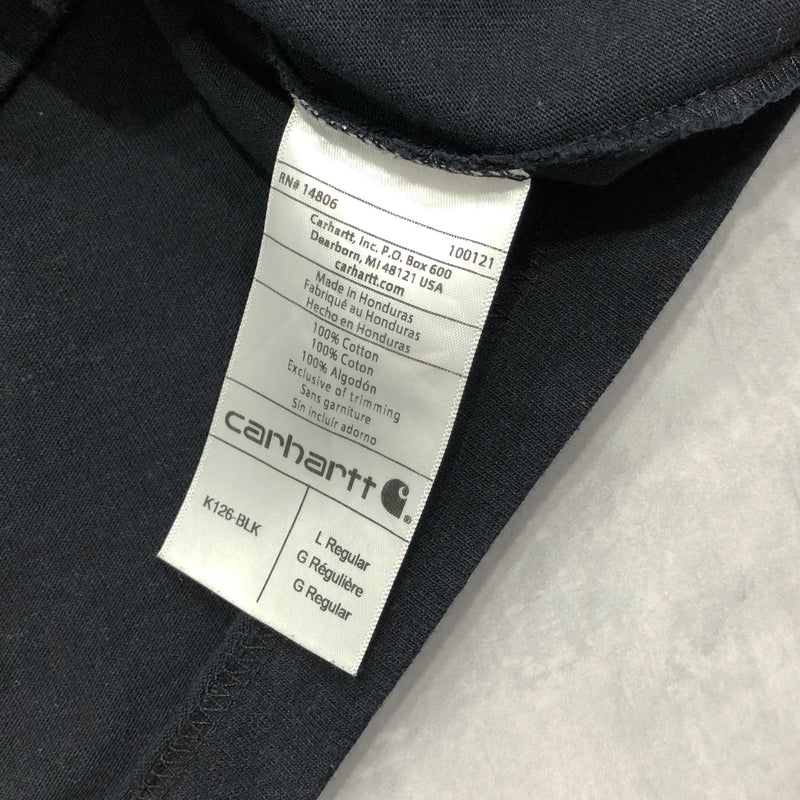 RN# 14806
100121
Carhartt, Inc. P.O. Box 600
Dearborn, MI 48121 USA
carhartt.com
Made in Honduras
Fabriqué au Honduras
Hecho en Honduras
100% Cotton
100% Coton
100% Algodón
Exclusive of trimming
Sans garniture
Sin incluir adorno
carhartt ®
K126-BLK
L Regular
G Régulière
G Regular